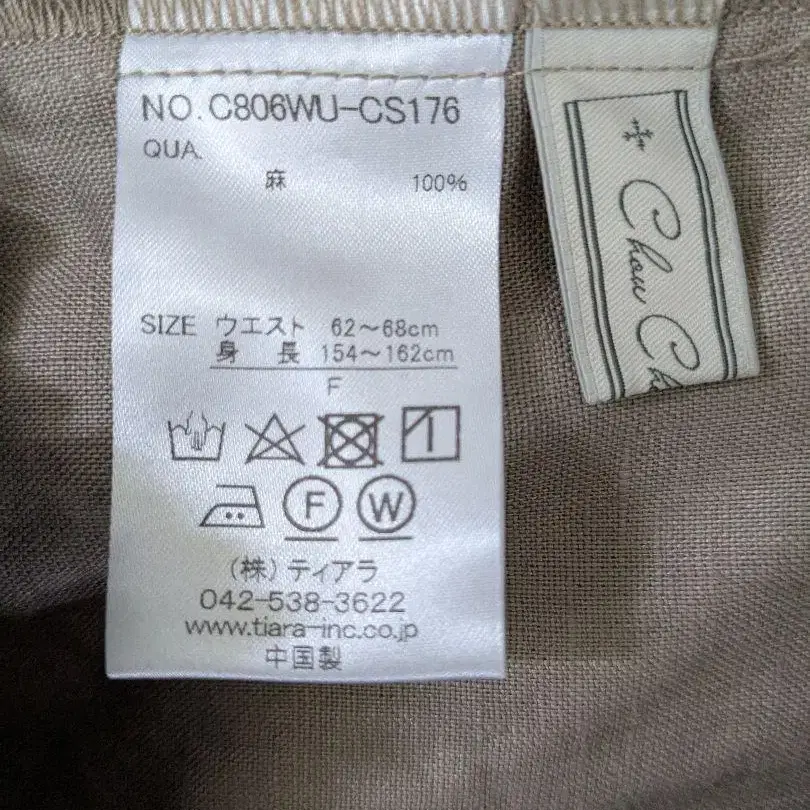 NO.C806WU-CS176
QUA.
麻 100%
SIZE ウエスト 62～68cm
身 長 154～162cm
F
F W
(株)ティアラ
042-538-3622
www.tiara-inc.co.jp
中国製
Chou